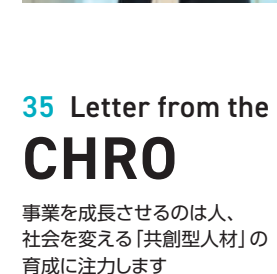 35 Letter from the
CHRO
事業を成長させるのは人、
社会を変える「共創型人材」の
育成に注力します